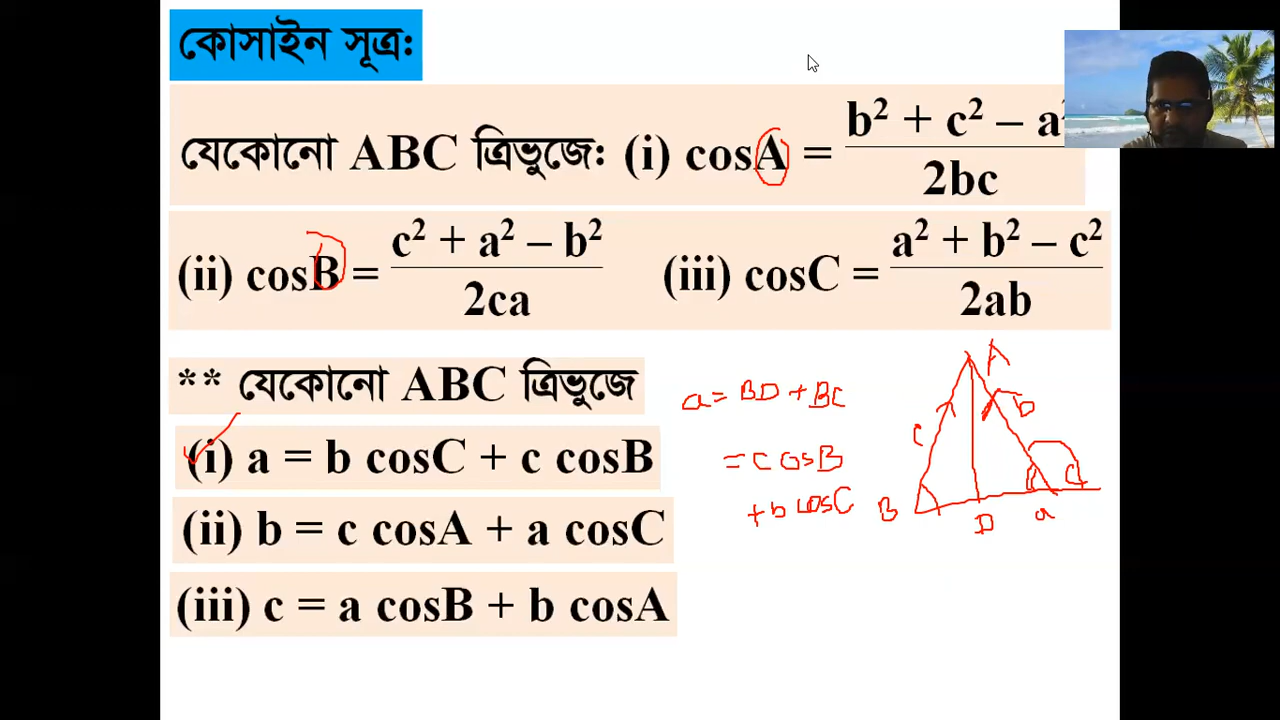 কোসাইন সূত্রঃ
যেকোনো ABC ত্রিভুজেঃ (i) cosA = b² + c² – a² / 2bc
(ii) cosB = c² + a² – b² / 2ca (iii) cosC = a² + b² – c² / 2ab
** যেকোনো ABC ত্রিভুজে
(i) a = b cosC + c cosB
(ii) b = c cosA + a cosC
(iii) c = a cosB + b cosA
a = BD + BC
= c cosB
+ b cosC
A
c
b
B
D
a
C